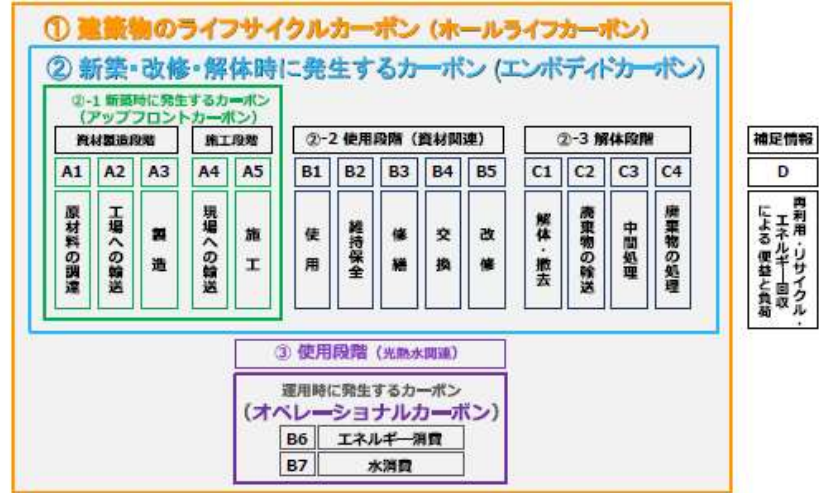 ① 建築物のライフサイクルカーボン（ホールライフカーボン）
② 新築・改修・解体時に発生するカーボン (エンボディドカーボン)
②-1 新築時に発生するカーボン
（アップフロントカーボン）
資材製造段階
施工段階
②-2 使用段階（資材関連）
②-3 解体段階
補足情報
A1
A2
A3
A4
A5
B1
B2
B3
B4
B5
C1
C2
C3
C4
D
原材料の調達
工場への輸送
製造
現場への輸送
施工
使用
維持保全
修繕
交換
改修
解体・撤去
廃棄物の輸送
中間処理
廃棄物の処理
再利用・リサイクル・
エネルギー回収
による便益と負荷
③ 使用段階（光熱水関連）
運用時に発生するカーボン
（オペレーショナルカーボン）
B6 エネルギー消費
B7 水消費